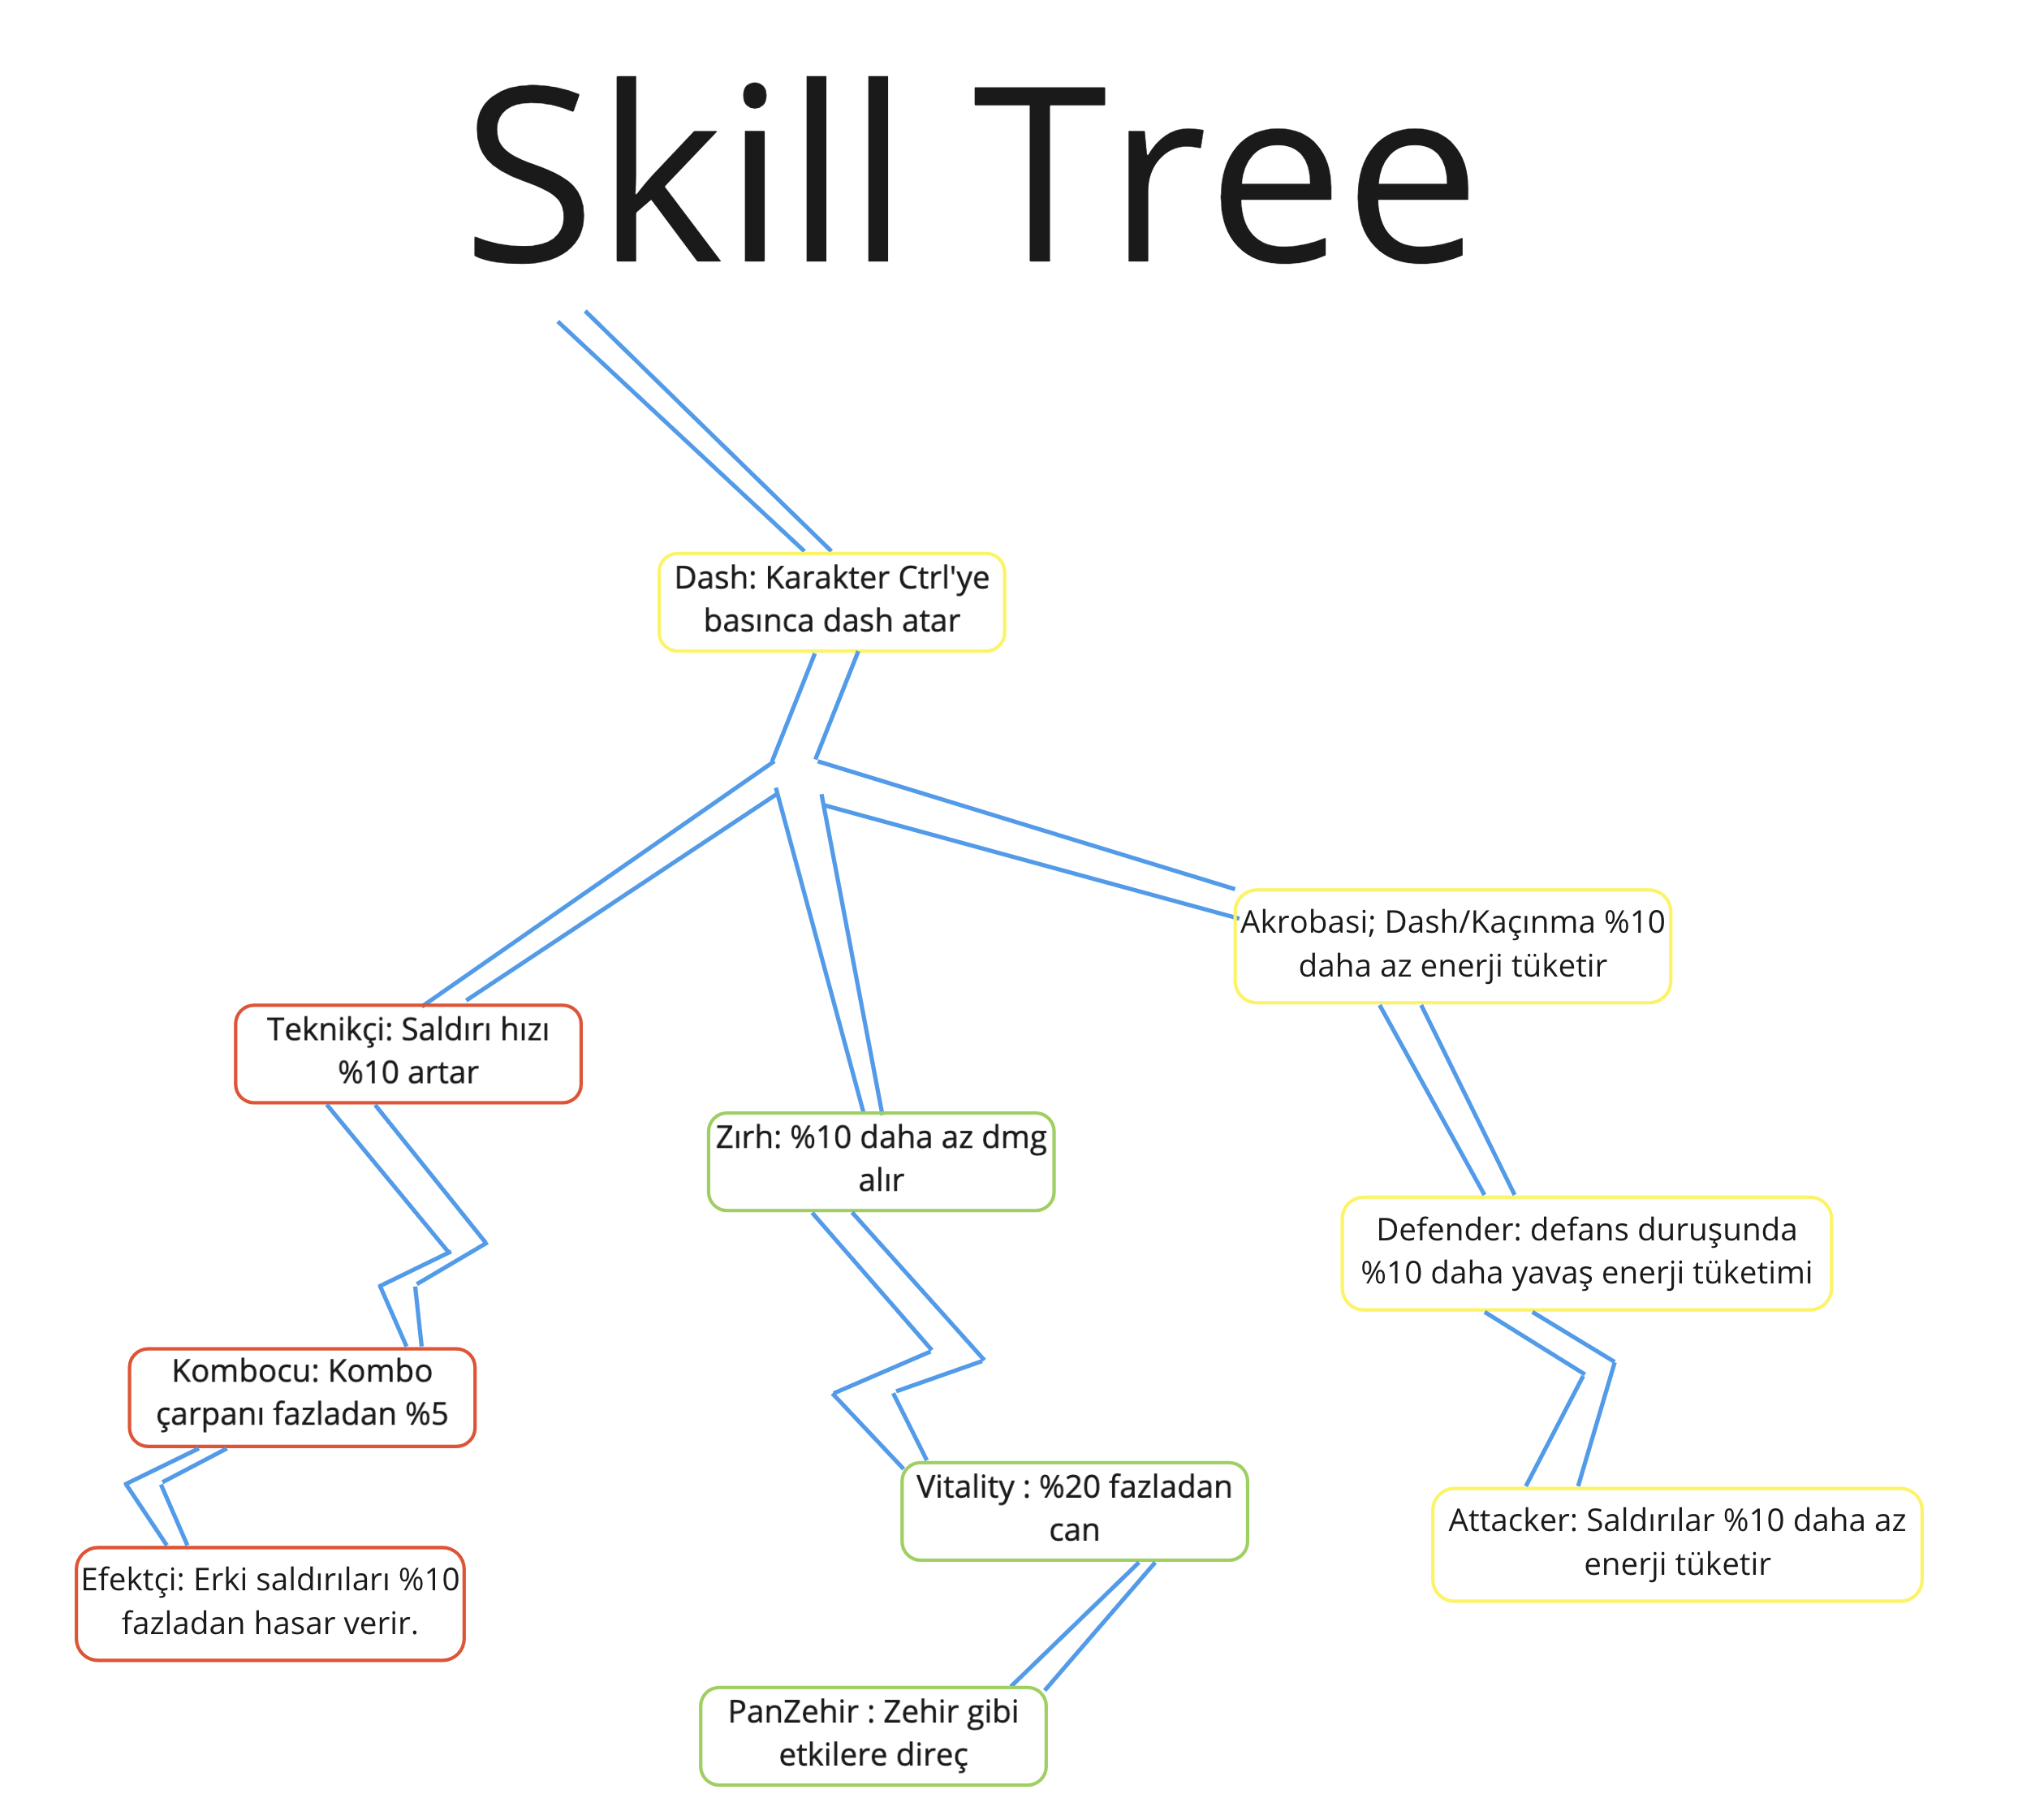 Skill Tree
Dash: Karakter Ctrl'ye
basınca dash atar
Akrobasi; Dash/Kaçınma %10
daha az enerji tüketir
Teknikçi: Saldırı hızı
%10 artar
Zırh: %10 daha az dmg
alır
Defender: defans duruşunda
%10 daha yavaş enerji tüketimi
Kombocu: Kombo
çarpanı fazladan %5
Vitality : %20 fazladan
can
Attacker: Saldırılar %10 daha az
enerji tüketir
Efektçi: Erki saldırıları %10
fazladan hasar verir.
PanZehir : Zehir gibi
etkilere direç